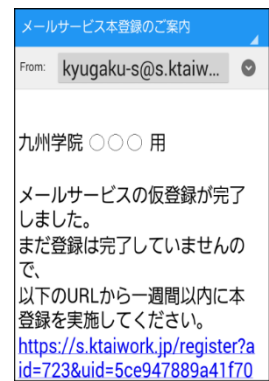 メールサービス本登録のご案内
From: kyugaku-s@s.ktaiw...
九州学院 ○○○ 用
メールサービスの仮登録が完了
しました。
まだ登録は完了していませんの
で、
以下のURLから一週間以内に本
登録を実施してください。
https://s.ktaiwork.jp/register?a
id=723&uid=5ce947889a41f70